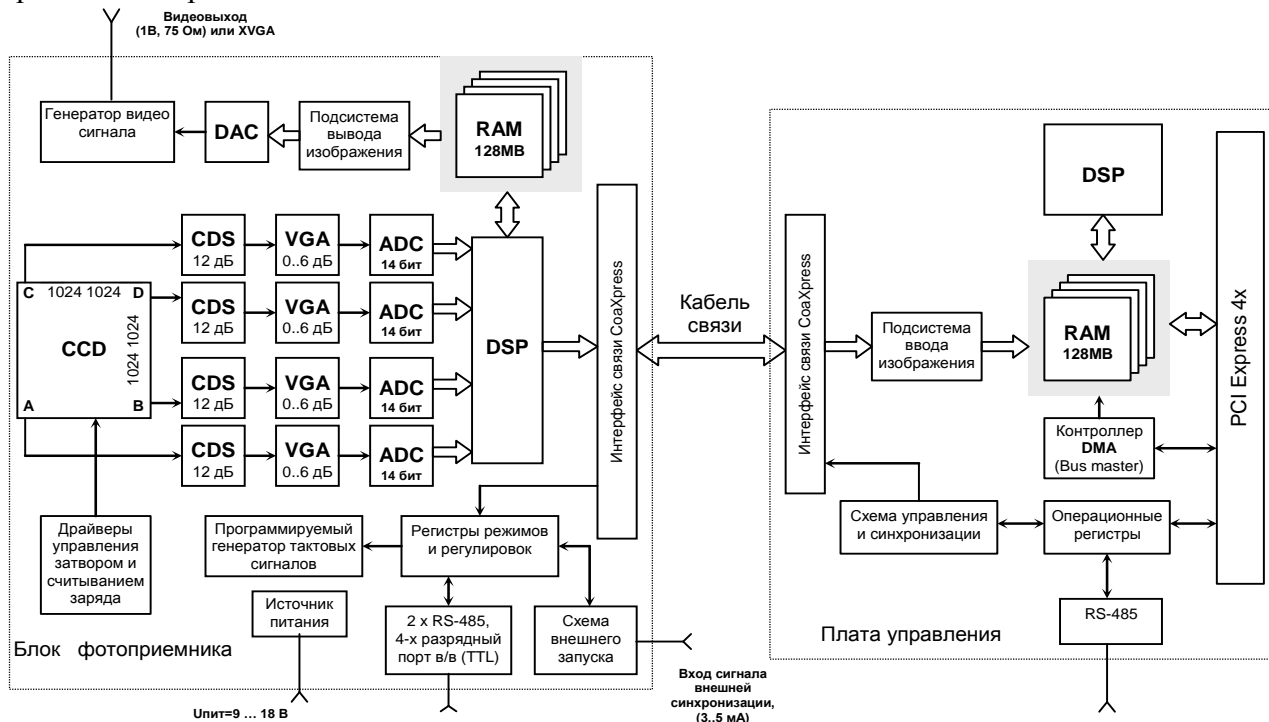 Видеовыход
(1В, 75 Ом) или XVGA
Генератор видео
сигнала
DAC
Подсистема
вывода
изображения
RAM
128MB
CDS
12 дБ
VGA
0..6 дБ
ADC
14 бит
CDS
12 дБ
VGA
0..6 дБ
ADC
14 бит
CDS
12 дБ
VGA
0..6 дБ
ADC
14 бит
CDS
12 дБ
VGA
0..6 дБ
ADC
14 бит
C 1024 1024 D
CCD
1024 1024
A B
DSP
Интерфейс связи CoaXpress
Драйверы
управления
затвором и
считыванием
заряда
Программируемый
генератор тактовых
сигналов
Регистры режимов
и регулировок
Источник
питания
2 x RS-485,
4-х разрядный
порт в/в (TTL)
Схема
внешнего
запуска
Блок фотоприемника
Uпит=9 … 18 В
Вход сигнала
внешней
синхронизации,
(3..5 мА)
Кабель
связи
Интерфейс связи CoaXpress
Подсистема
ввода
изображения
DSP
RAM
128MB
Контроллер
DMA
(Bus master)
PCI Express 4x
Схема управления
и синхронизации
Операционные
регистры
RS-485
Плата управления